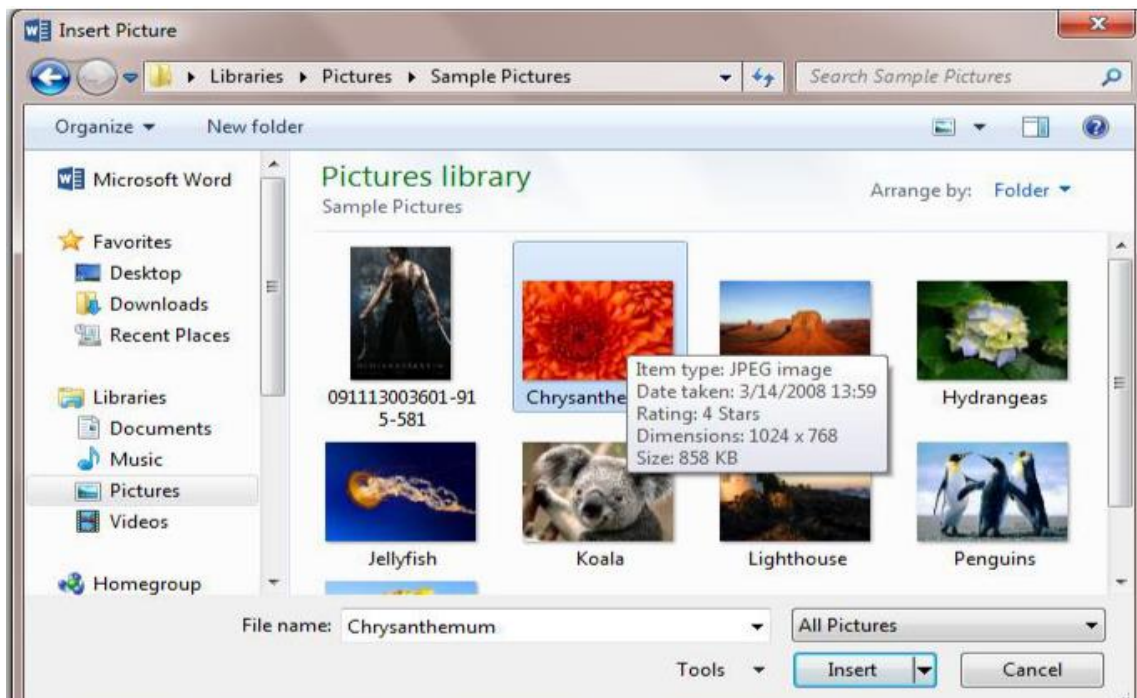 Insert Picture
Libraries Pictures Sample Pictures
Search Sample Pictures
Organize New folder
Microsoft Word
Favorites
Desktop
Downloads
Recent Places
Libraries
Documents
Music
Pictures
Videos
Homegroup
Pictures library
Sample Pictures
Arrange by: Folder
091113003601-91
5-581
Chrysanthe
Item type: JPEG image
Date taken: 3/14/2008 13:59
Rating: 4 Stars
Dimensions: 1024 x 768
Size: 858 KB
Hydrangeas
Jellyfish
Koala
Lighthouse
Penguins
File name: Chrysanthemum
All Pictures
Tools Insert Cancel